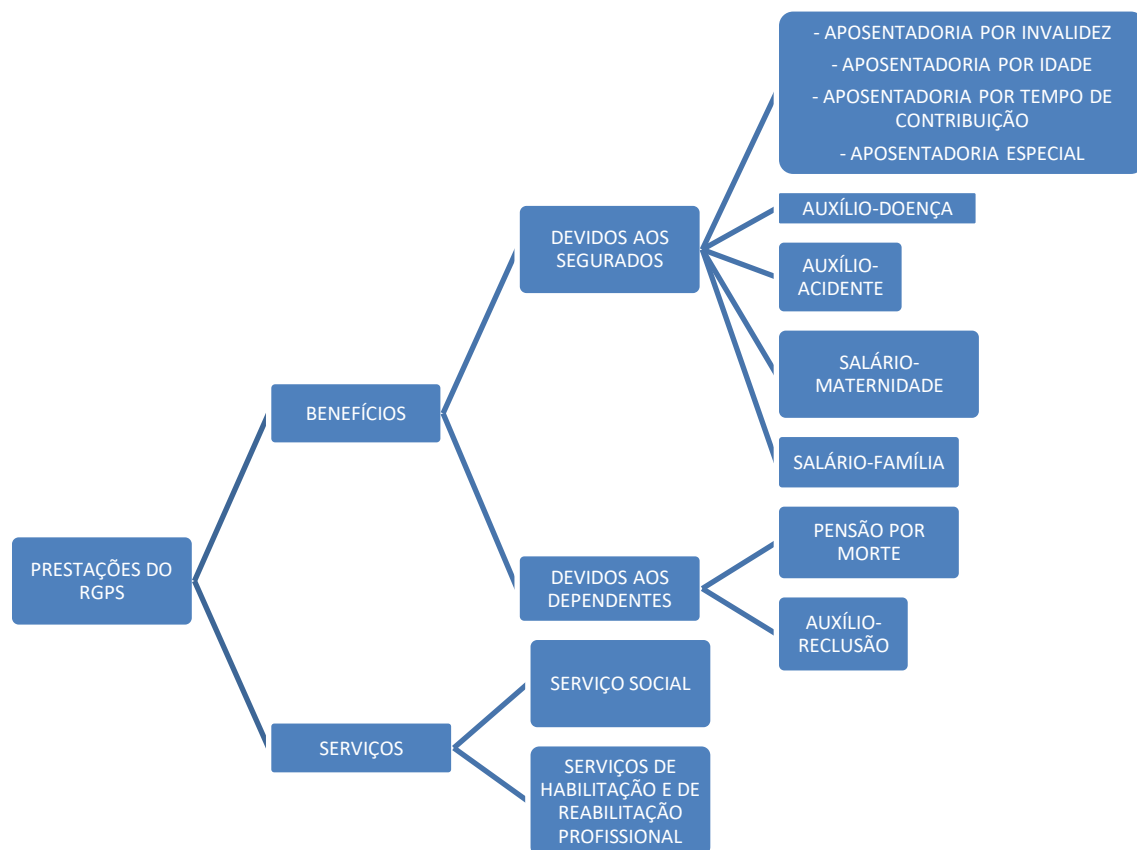 - APOSENTADORIA POR INVALIDEZ
- APOSENTADORIA POR IDADE
- APOSENTADORIA POR TEMPO DE
CONTRIBUIÇÃO
- APOSENTADORIA ESPECIAL
DEVIDOS AOS
SEGURADOS
AUXÍLIO-DOENÇA
AUXÍLIO-
ACIDENTE
SALÁRIO-
MATERNIDADE
BENEFÍCIOS
SALÁRIO-FAMÍLIA
PRESTAÇÕES DO
RGPS
DEVIDOS AOS
DEPENDENTES
PENSÃO POR
MORTE
AUXÍLIO-
RECLUSÃO
SERVIÇOS
SERVIÇO SOCIAL
SERVIÇOS DE
HABILITAÇÃO E DE
REABILITAÇÃO
PROFISSIONAL